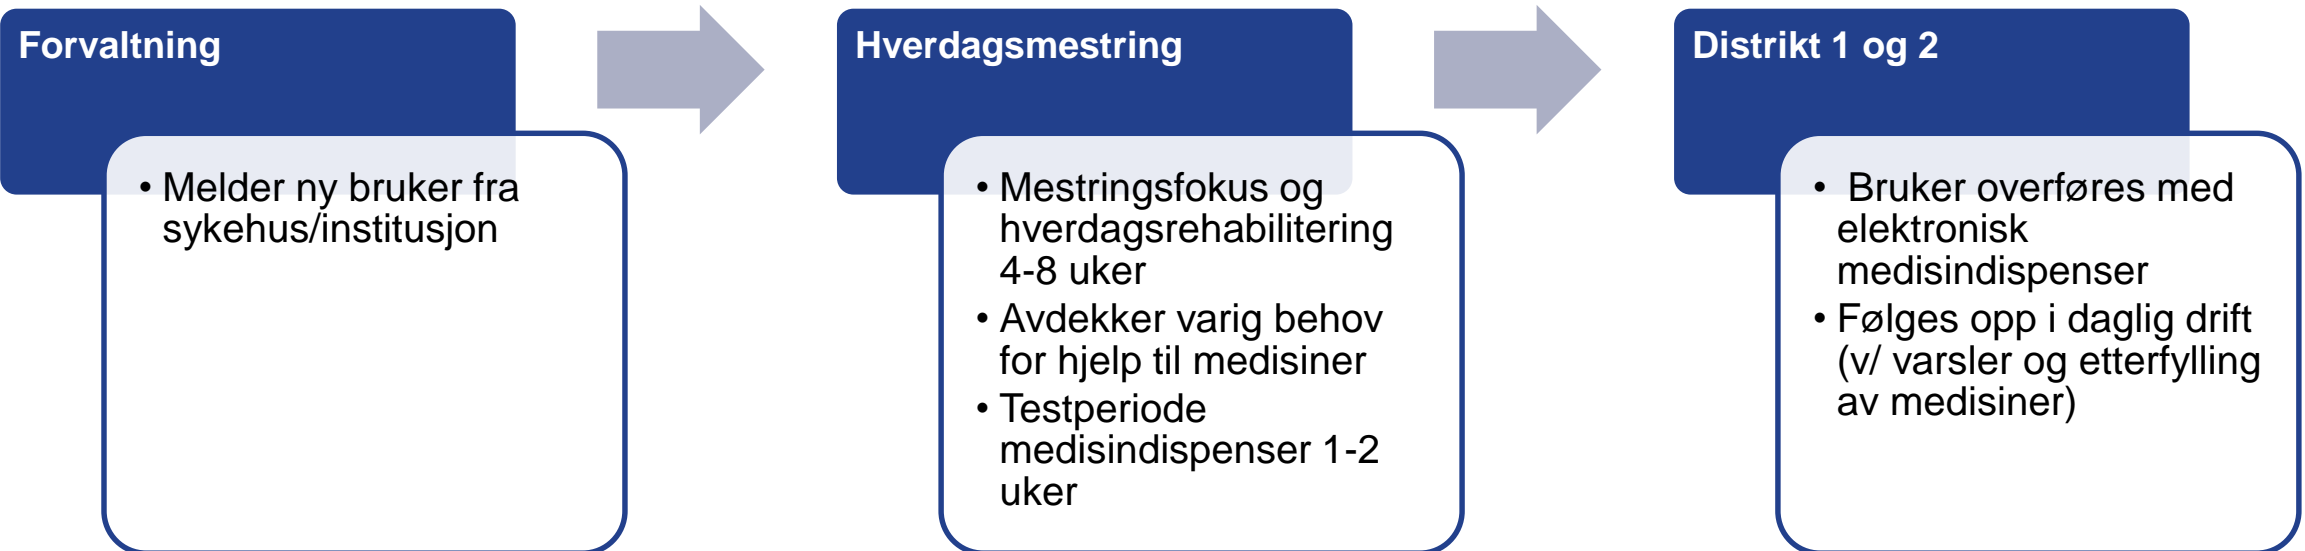 Forvaltning
• Melder ny bruker fra
sykehus/institusjon
Hverdagsmestring
• Mestringsfokus og
hverdagsrehabilitering
4-8 uker
• Avdekker varig behov
for hjelp til medisiner
• Testperiode
medisindispenser 1-2
uker
Distrikt 1 og 2
• Bruker overføres med
elektronisk
medisindispenser
• Følges opp i daglig drift
(v/ varsler og etterfylling
av medisiner)